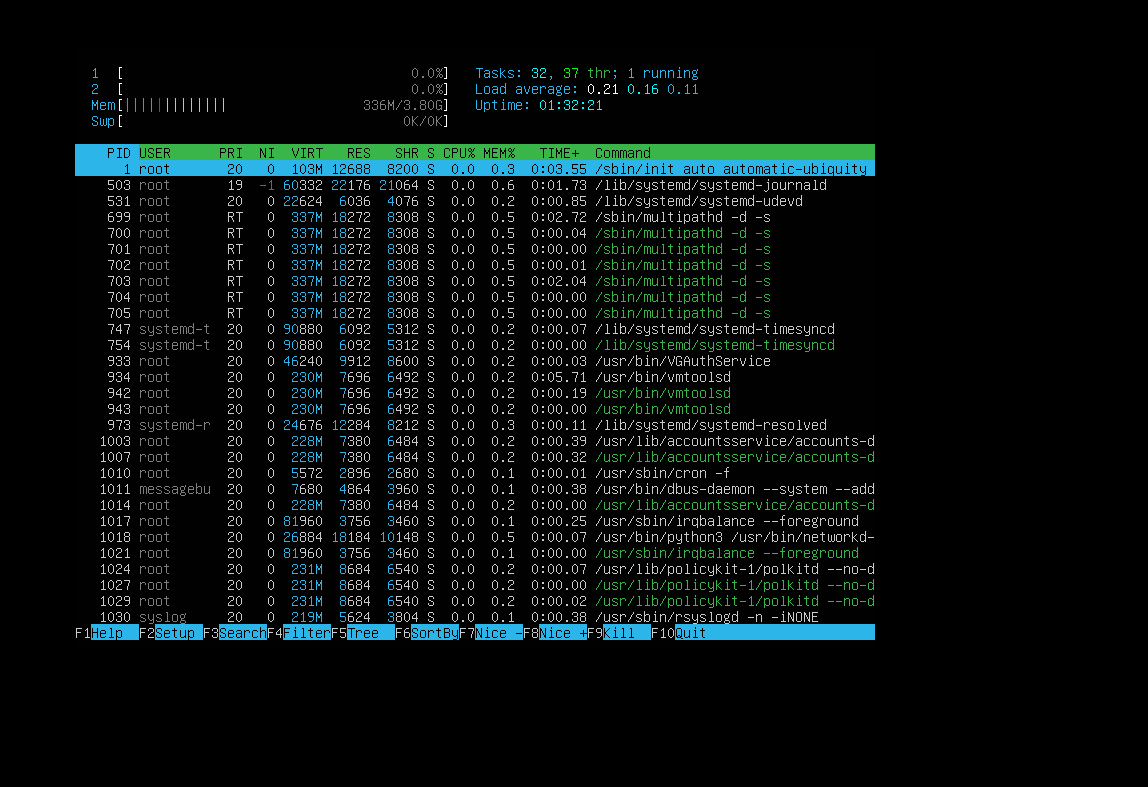 1 [ 0.0%] Tasks: 32, 37 thr; 1 running
2 [ 0.0%] Load average: 0.21 0.16 0.11
Mem[||||||||||||| 336M/3.80G] Uptime: 01:32:21
Swp[ 0K/0K]
PID USER PRI NI VIRT RES SHR S CPU% MEM% TIME+ Command
1 root 20 0 103M 12688 8200 S 0.0 0.3 0:03.55 /sbin/init auto automatic-ubiquity
503 root 19 -1 60332 22176 21064 S 0.0 0.6 0:01.73 /lib/systemd/systemd-journald
531 root 20 0 22624 6036 4076 S 0.0 0.2 0:00.85 /lib/systemd/systemd-udevd
699 root RT 0 337M 18272 8308 S 0.0 0.5 0:02.72 /sbin/multipathd -d -s
700 root RT 0 337M 18272 8308 S 0.0 0.5 0:00.04 /sbin/multipathd -d -s
701 root RT 0 337M 18272 8308 S 0.0 0.5 0:00.00 /sbin/multipathd -d -s
702 root RT 0 337M 18272 8308 S 0.0 0.5 0:00.01 /sbin/multipathd -d -s
703 root RT 0 337M 18272 8308 S 0.0 0.5 0:02.04 /sbin/multipathd -d -s
704 root RT 0 337M 18272 8308 S 0.0 0.5 0:00.00 /sbin/multipathd -d -s
705 root RT 0 337M 18272 8308 S 0.0 0.5 0:00.00 /sbin/multipathd -d -s
747 systemd-t 20 0 90880 6092 5312 S 0.0 0.2 0:00.07 /lib/systemd/systemd-timesyncd
754 systemd-t 20 0 90880 6092 5312 S 0.0 0.2 0:00.00 /lib/systemd/systemd-timesyncd
933 root 20 0 46240 9912 8600 S 0.0 0.2 0:00.03 /usr/bin/VGAuthService
934 root 20 0 230M 7696 6492 S 0.0 0.2 0:05.71 /usr/bin/vmtoolsd
942 root 20 0 230M 7696 6492 S 0.0 0.2 0:00.19 /usr/bin/vmtoolsd
943 root 20 0 230M 7696 6492 S 0.0 0.2 0:00.00 /usr/bin/vmtoolsd
973 systemd-r 20 0 24676 12284 8212 S 0.0 0.3 0:00.11 /lib/systemd/systemd-resolved
1003 root 20 0 228M 7380 6484 S 0.0 0.2 0:00.39 /usr/lib/accountsservice/accounts-d
1007 root 20 0 228M 7380 6484 S 0.0 0.2 0:00.32 /usr/lib/accountsservice/accounts-d
1010 root 20 0 5572 2896 2680 S 0.0 0.1 0:00.01 /usr/sbin/cron -f
1011 messagebu 20 0 7680 4864 3960 S 0.0 0.1 0:00.38 /usr/bin/dbus-daemon --system --add
1014 root 20 0 228M 7380 6484 S 0.0 0.2 0:00.00 /usr/lib/accountsservice/accounts-d
1017 root 20 0 81960 3756 3460 S 0.0 0.1 0:00.25 /usr/sbin/irqbalance --foreground
1018 root 20 0 26884 18184 10148 S 0.0 0.5 0:00.07 /usr/bin/python3 /usr/bin/networkd-
1021 root 20 0 81960 3756 3460 S 0.0 0.1 0:00.00 /usr/sbin/irqbalance --foreground
1024 root 20 0 231M 8684 6540 S 0.0 0.2 0:00.07 /usr/lib/policykit-1/polkitd --no-d
1027 root 20 0 231M 8684 6540 S 0.0 0.2 0:00.00 /usr/lib/policykit-1/polkitd --no-d
1029 root 20 0 231M 8684 6540 S 0.0 0.2 0:00.02 /usr/lib/policykit-1/polkitd --no-d
1030 syslog 20 0 219M 5624 3804 S 0.0 0.1 0:00.38 /usr/sbin/rsyslogd -n -iNONE
F1Help F2Setup F3SearchF4FilterF5Tree F6SortByF7Nice -F8Nice +F9Kill F10Quit